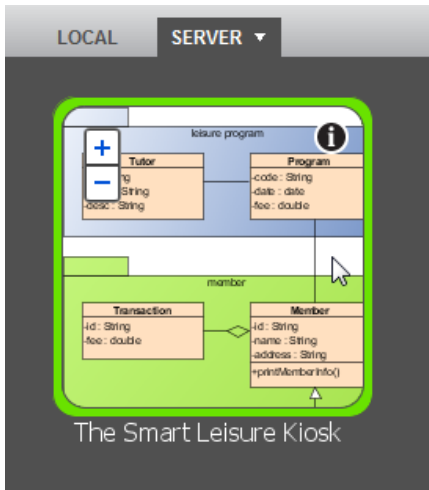 LOCAL SERVER
leisure program
Tutor
String
-desc : String
Program
-code : String
-date : date
-fee : double
member
Transaction
-id : String
-fee : double
Member
-id : String
-name : String
-address : String
+printMemberInfo()
The Smart Leisure Kiosk